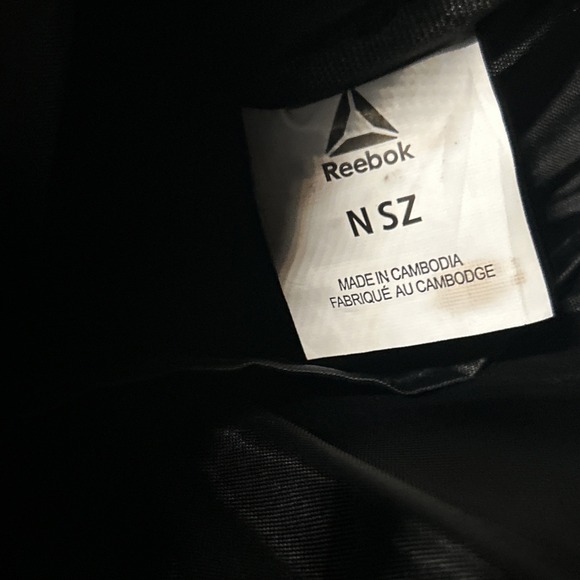 Reebok
N SZ
MADE IN CAMBODIA
FABRIQUÉ AU CAMBODGE